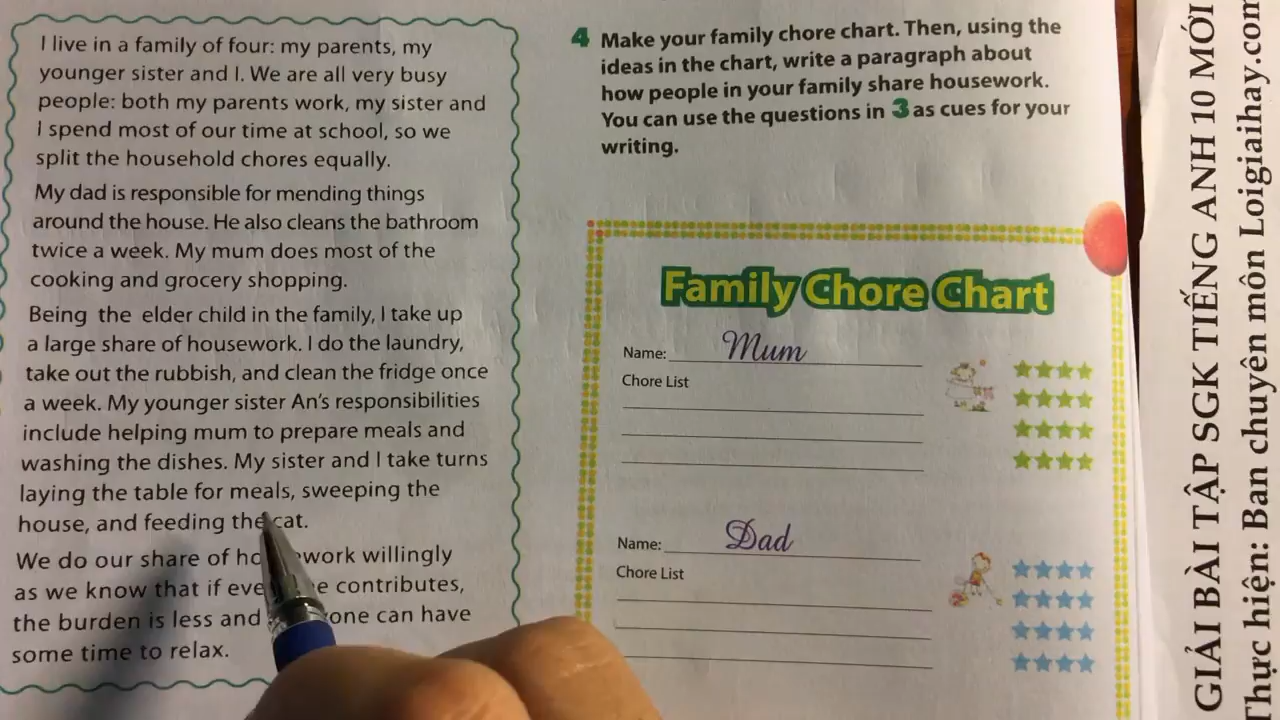 I live in a family of four: my parents, my
younger sister and I. We are all very busy
people: both my parents work, my sister and
I spend most of our time at school, so we
split the household chores equally.
My dad is responsible for mending things
around the house. He also cleans the bathroom
twice a week. My mum does most of the
cooking and grocery shopping.
Being the elder child in the family, I take up
a large share of housework. I do the laundry,
take out the rubbish, and clean the fridge once
a week. My younger sister An's responsibilities
include helping mum to prepare meals and
washing the dishes. My sister and I take turns
laying the table for meals, sweeping the
house, and feeding the cat.
We do our share of work willingly
as we know that if contributes,
the burden is less and can have
some time to relax.
4 Make your family chore chart. Then, using the
ideas in the chart, write a paragraph about
how people in your family share housework.
You can use the questions in 3 as cues for your
writing.
Family Chore Chart
Name: Mum
Chore List
Name: Dad
Chore List
GIẢI BÀI TẬP SGK TIẾNG ANH 10 MỚI
Thực hiện: Ban chuyên môn Loigiaihay.com